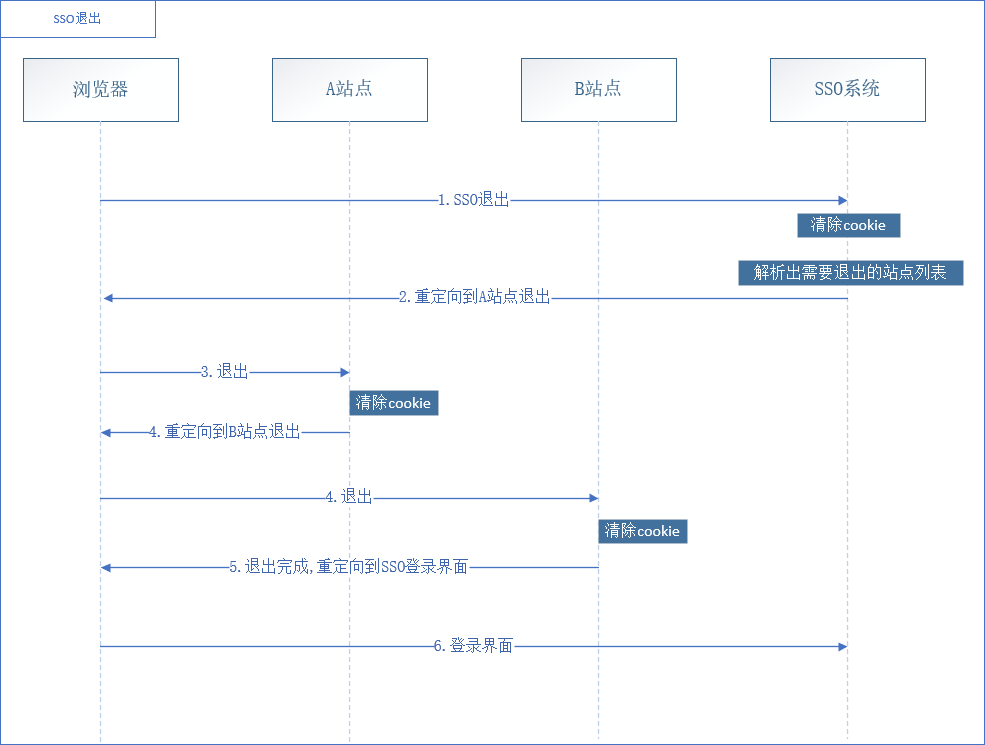 sso退出
浏览器
A站点
B站点
SSO系统
1.SSO退出
清除cookie
解析出需要退出的站点列表
2.重定向到A站点退出
3.退出
清除cookie
4.重定向到B站点退出
4.退出
清除cookie
5.退出完成,重定向到SSO登录界面
6.登录界面